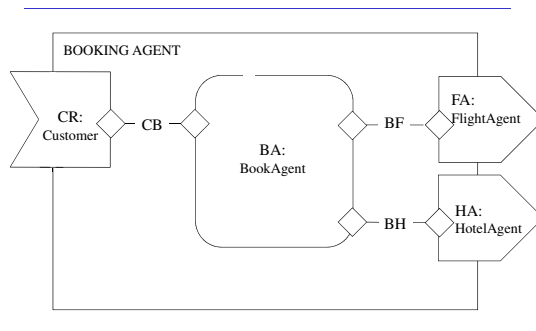 BOOKING AGENT
CR:
Customer
CB
BA:
BookAgent
BF
FA:
FlightAgent
BH
HA:
HotelAgent